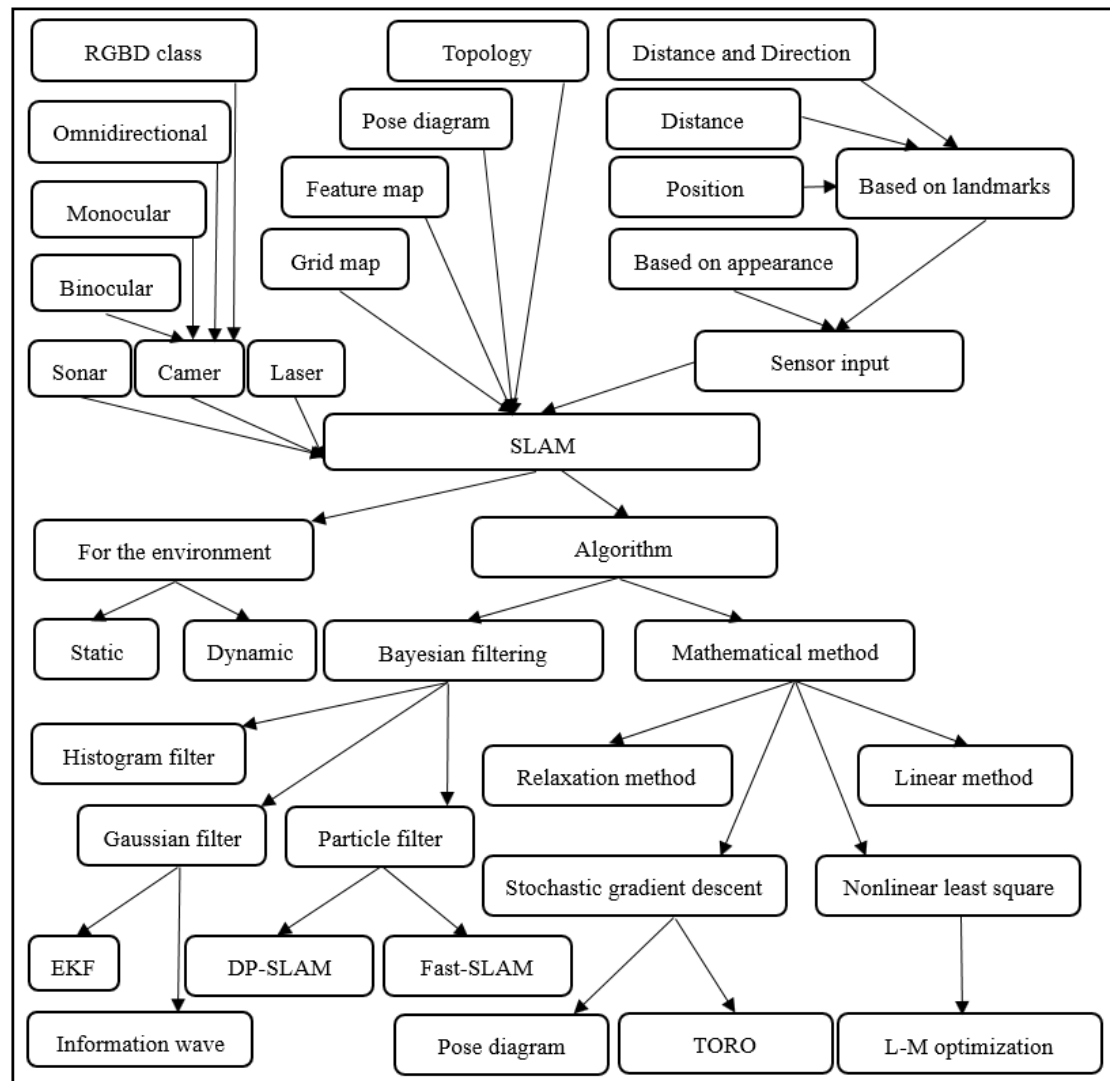 RGBD class
Topology
Distance and Direction
Omnidirectional
Pose diagram
Distance
Monocular
Feature map
Position
Based on landmarks
Binocular
Grid map
Based on appearance
Sonar
Camer
Laser
Sensor input
SLAM
For the environment
Algorithm
Static
Dynamic
Bayesian filtering
Mathematical method
Histogram filter
Relaxation method
Linear method
Gaussian filter
Particle filter
Stochastic gradient descent
Nonlinear least square
EKF
DP-SLAM
Fast-SLAM
Information wave
Pose diagram
TORO
L-M optimization